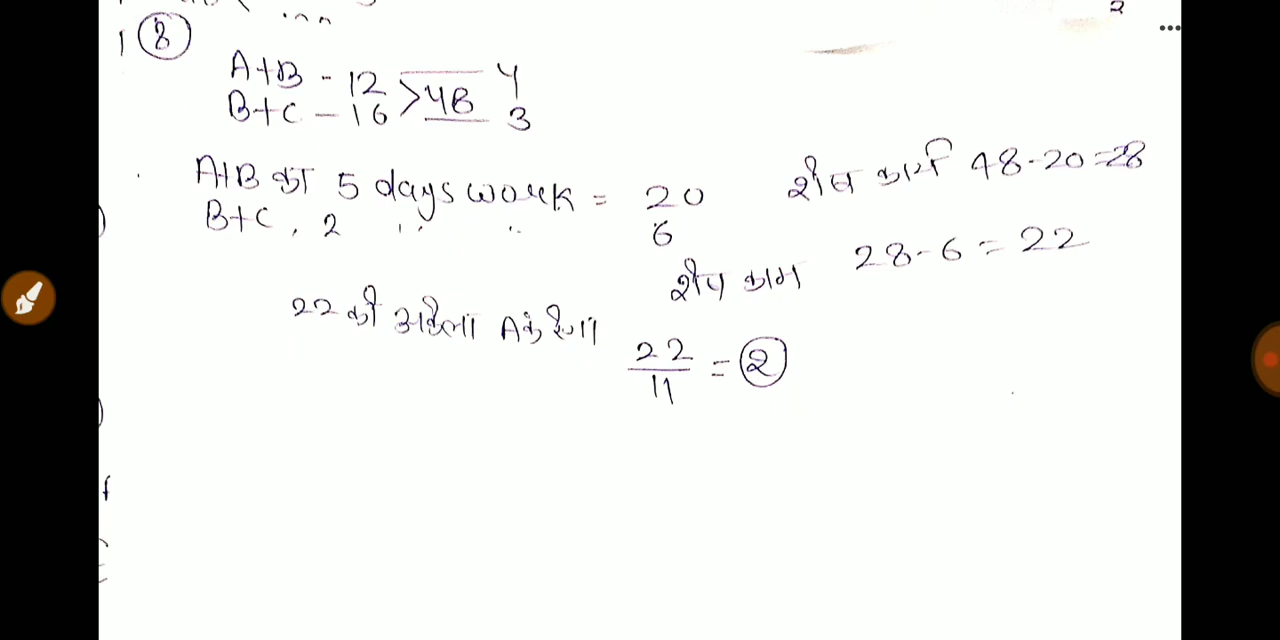 1 8
A+B - 12 > 48 4
B+C - 16 3
A+B का 5 days work = 20
B+C, 2 " " 6
शेष कार्य 48-20=28
शेष काम 28-6=22
22 को अकेला A करेगा
22/11 = 2